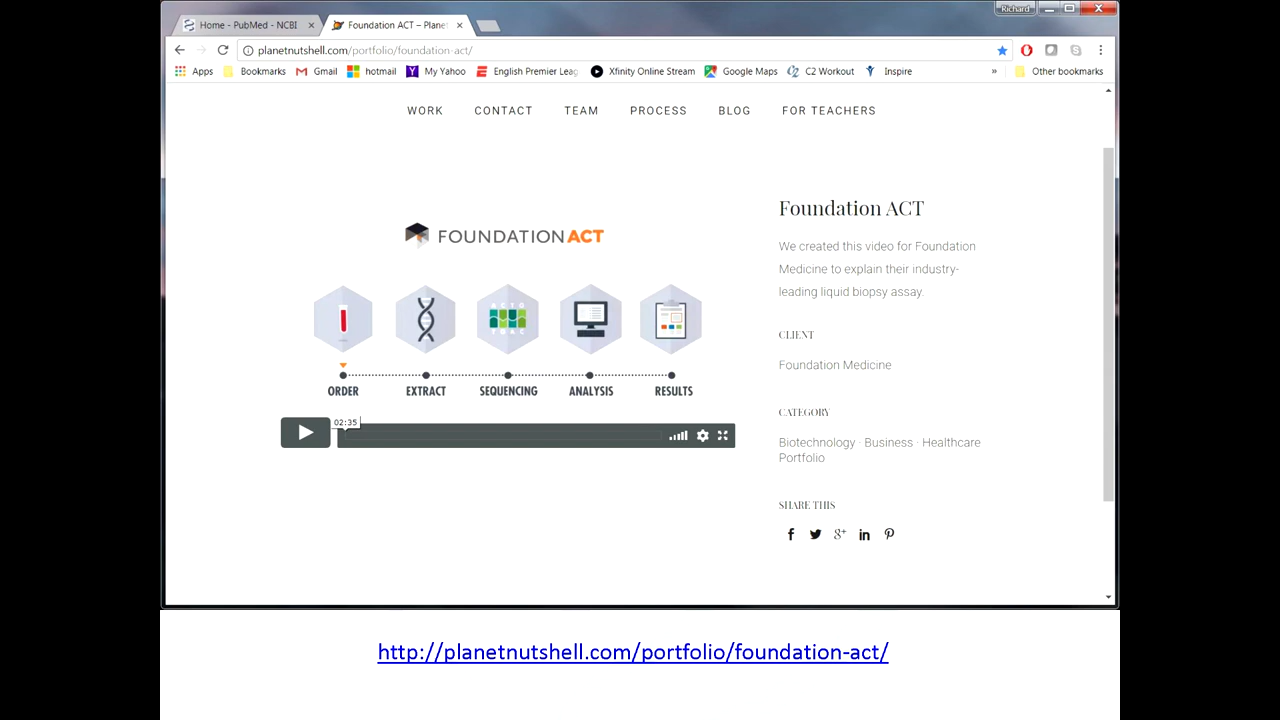 Richard
Home - PubMed - NCBI
Foundation ACT – Plane
planetnutshell.com/portfolio/foundation-act/
Apps Bookmarks Gmail hotmail My Yahoo English Premier Leag Xfinity Online Stream Google Maps C2 Workout Inspire » Other bookmarks
WORK CONTACT TEAM PROCESS BLOG FOR TEACHERS
FOUNDATION ACT
A C T G
T G A C
ORDER EXTRACT SEQUENCING ANALYSIS RESULTS
02:35
Foundation ACT
We created this video for Foundation
Medicine to explain their industry-
leading liquid biopsy assay.
CLIENT
Foundation Medicine
CATEGORY
Biotechnology · Business · Healthcare
Portfolio
SHARE THIS
http://planetnutshell.com/portfolio/foundation-act/